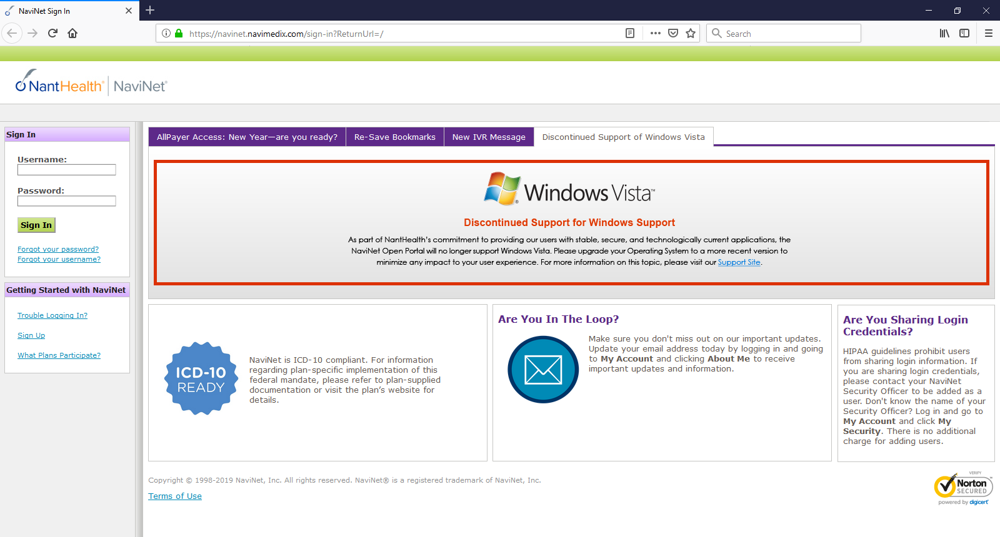 NaviNet Sign In
https://navinet.navimedix.com/sign-in?ReturnUrl=/
Search
NantHealth® | NaviNet®
Sign In
Username:
Password:
Sign In
Forgot your password?
Forgot your username?
Getting Started with NaviNet
Trouble Logging In?
Sign Up
What Plans Participate?
AllPayer Access: New Year—are you ready?
Re-Save Bookmarks
New IVR Message
Discontinued Support of Windows Vista
Windows Vista™
Discontinued Support for Windows Support
As part of NantHealth's commitment to providing our users with stable, secure, and technologically current applications, the
NaviNet Open Portal will no longer support Windows Vista. Please upgrade your Operating System to a more recent version to
minimize any impact to your user experience. For more information on this topic, please visit our Support Site.
ICD-10
READY
NaviNet is ICD-10 compliant. For information
regarding plan-specific implementation of this
federal mandate, please refer to plan-supplied
documentation or visit the plan’s website for
details.
Are You In The Loop?
Make sure you don't miss out on our important updates.
Update your email address today by logging in and going
to My Account and clicking About Me to receive
important updates and information.
Are You Sharing Login
Credentials?
HIPAA guidelines prohibit users
from sharing login information. If
you are sharing login credentials,
please contact your NaviNet
Security Officer to be added as a
user. Don't know the name of your
Security Officer? Log in and go to
My Account and click My
Security. There is no additional
charge for adding users.
Copyright © 1998-2019 NaviNet, Inc. All rights reserved. NaviNet® is a registered trademark of NaviNet, Inc.
Terms of Use
VERIFY
Norton
SECURED
powered by digicert